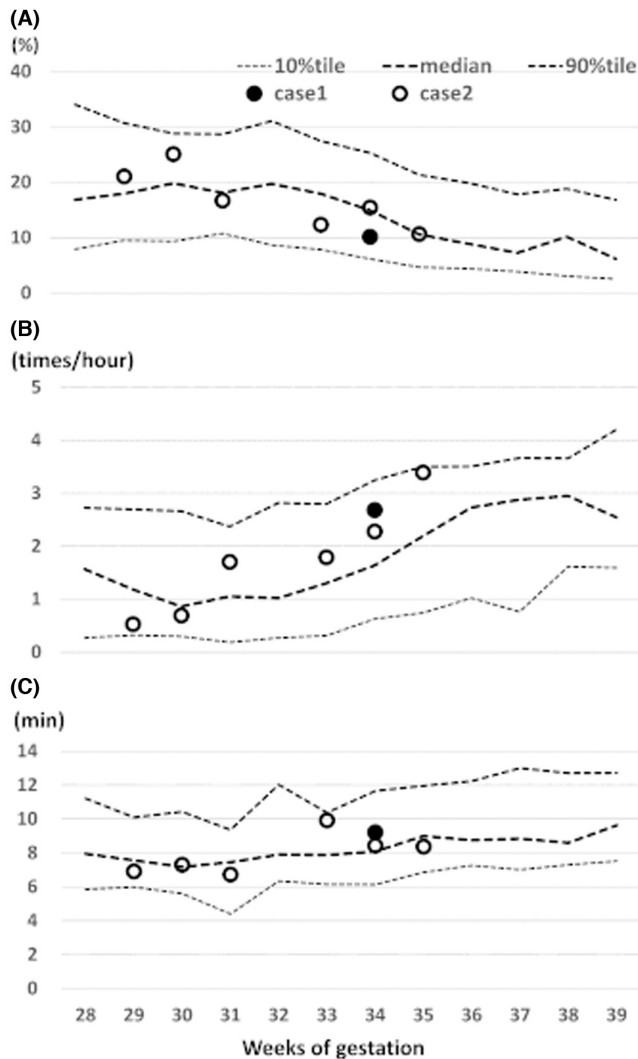 (A)
(%)
10%tile median 90%tile
case1 case2
40
30
20
10
0
(B)
(times/hour)
5
4
3
2
1
0
(C)
(min)
14
12
10
8
6
4
2
0
28 29 30 31 32 33 34 35 36 37 38 39
Weeks of gestation